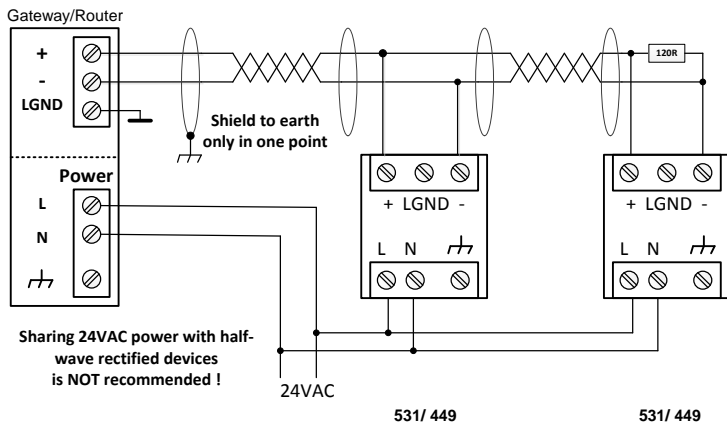 Gateway/Router
+
-
LGND
120R
Shield to earth
only in one point
Power
L
N
+ LGND -
L N
+ LGND -
L N
Sharing 24VAC power with half-
wave rectified devices
is NOT recommended !
24VAC
531/ 449
531/ 449